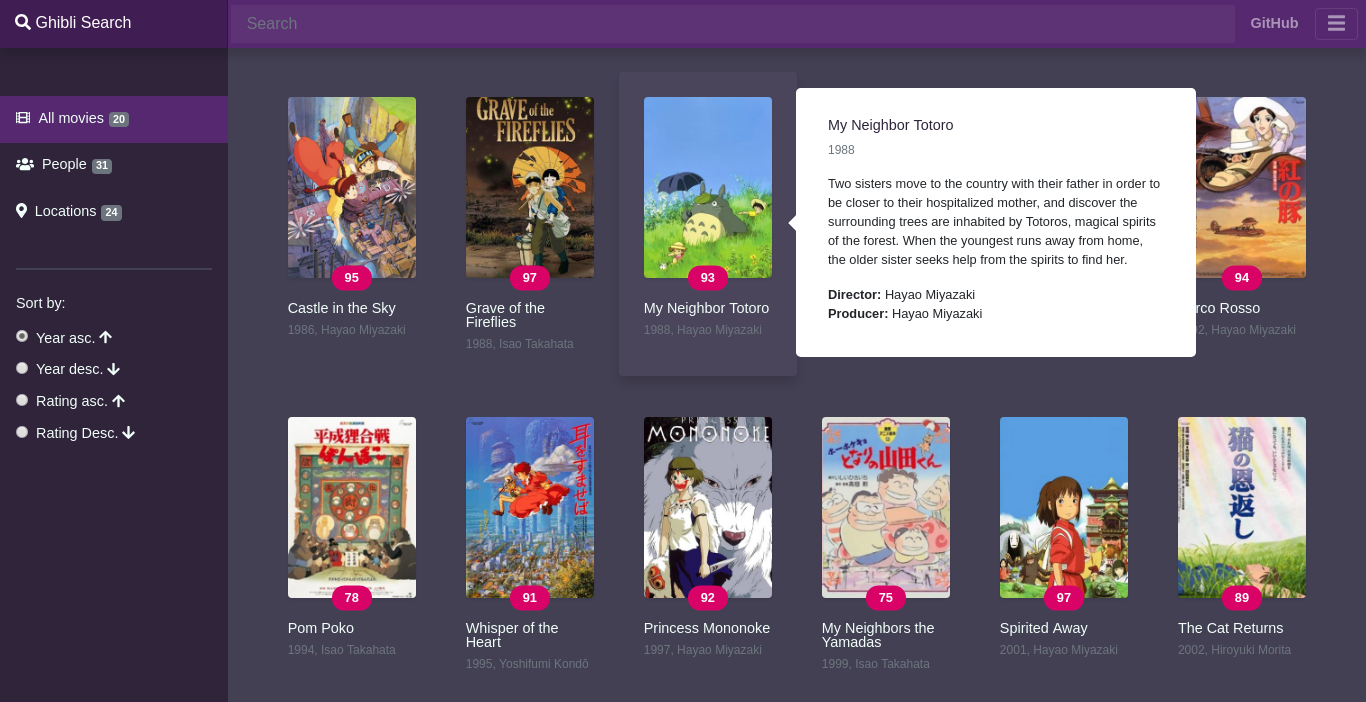 Ghibli Search
Search
GitHub
All movies 20
People 31
Locations 24
Sort by:
Year asc.
Year desc.
Rating asc.
Rating Desc.
GRAVE of the
FIREFLIES
紅の豚
95
97
93
94
Castle in the Sky
1986, Hayao Miyazaki
Grave of the
Fireflies
1988, Isao Takahata
My Neighbor Totoro
1988, Hayao Miyazaki
My Neighbor Totoro
1988
Two sisters move to the country with their father in order to
be closer to their hospitalized mother, and discover the
surrounding trees are inhabited by Totoros, magical spirits
of the forest. When the youngest runs away from home,
the older sister seeks help from the spirits to find her.
Director: Hayao Miyazaki
Producer: Hayao Miyazaki
rco Rosso
2, Hayao Miyazaki
平成狸合戦
ぽんぽこ
耳をすませば
PRINCESS
MONONOKE
ホーホケキョ
となりの山田くん
猫の恩返し
78
91
92
75
97
89
Pom Poko
1994, Isao Takahata
Whisper of the
Heart
1995, Yoshifumi Kondō
Princess Mononoke
1997, Hayao Miyazaki
My Neighbors the
Yamadas
1999, Isao Takahata
Spirited Away
2001, Hayao Miyazaki
The Cat Returns
2002, Hiroyuki Morita